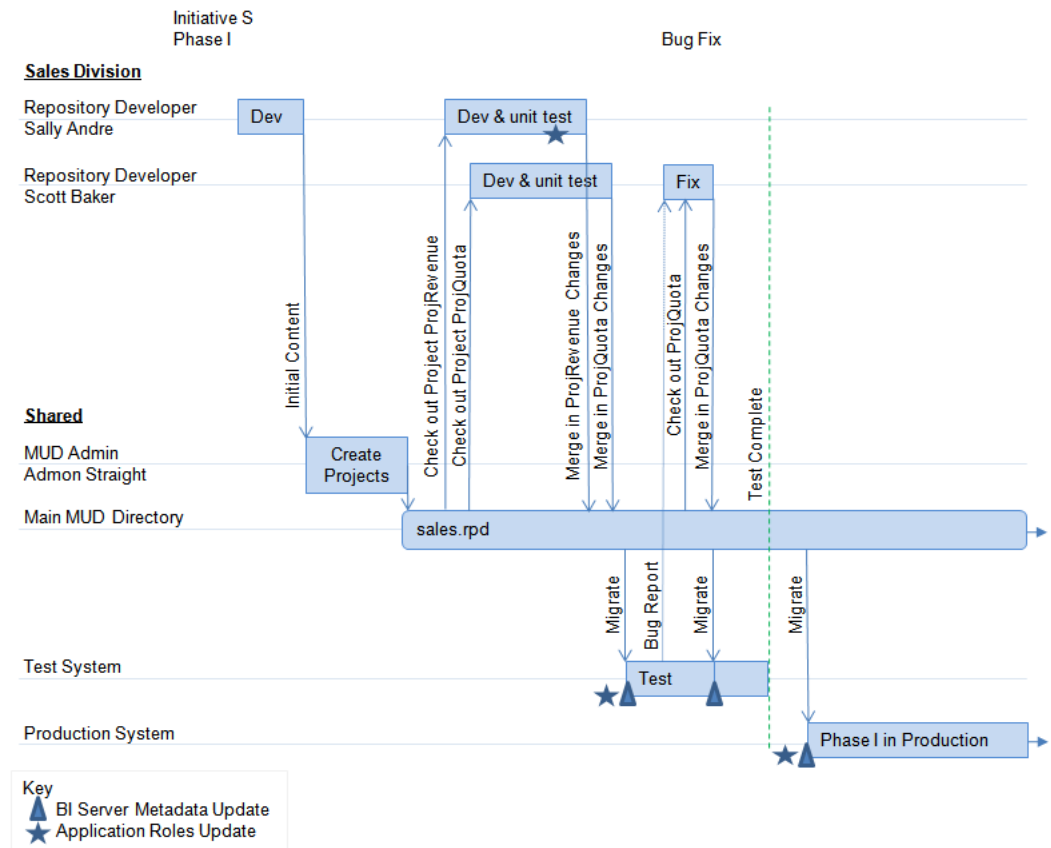 Initiative S
Phase I
Bug Fix
Sales Division
Repository Developer
Sally Andre
Dev
Dev & unit test
Repository Developer
Scott Baker
Dev & unit test
Fix
Initial Content
Check out Project ProjRevenue
Check out Project ProjQuota
Merge in ProjRevenue Changes
Merge in ProjQuota Changes
Check out ProjQuota
Merge in ProjQuota Changes
Test Complete
Shared
MUD Admin
Admon Straight
Create
Projects
Main MUD Directory
sales.rpd
Migrate
Bug Report
Migrate
Migrate
Test System
Test
Production System
Phase I in Production
Key
BI Server Metadata Update
Application Roles Update